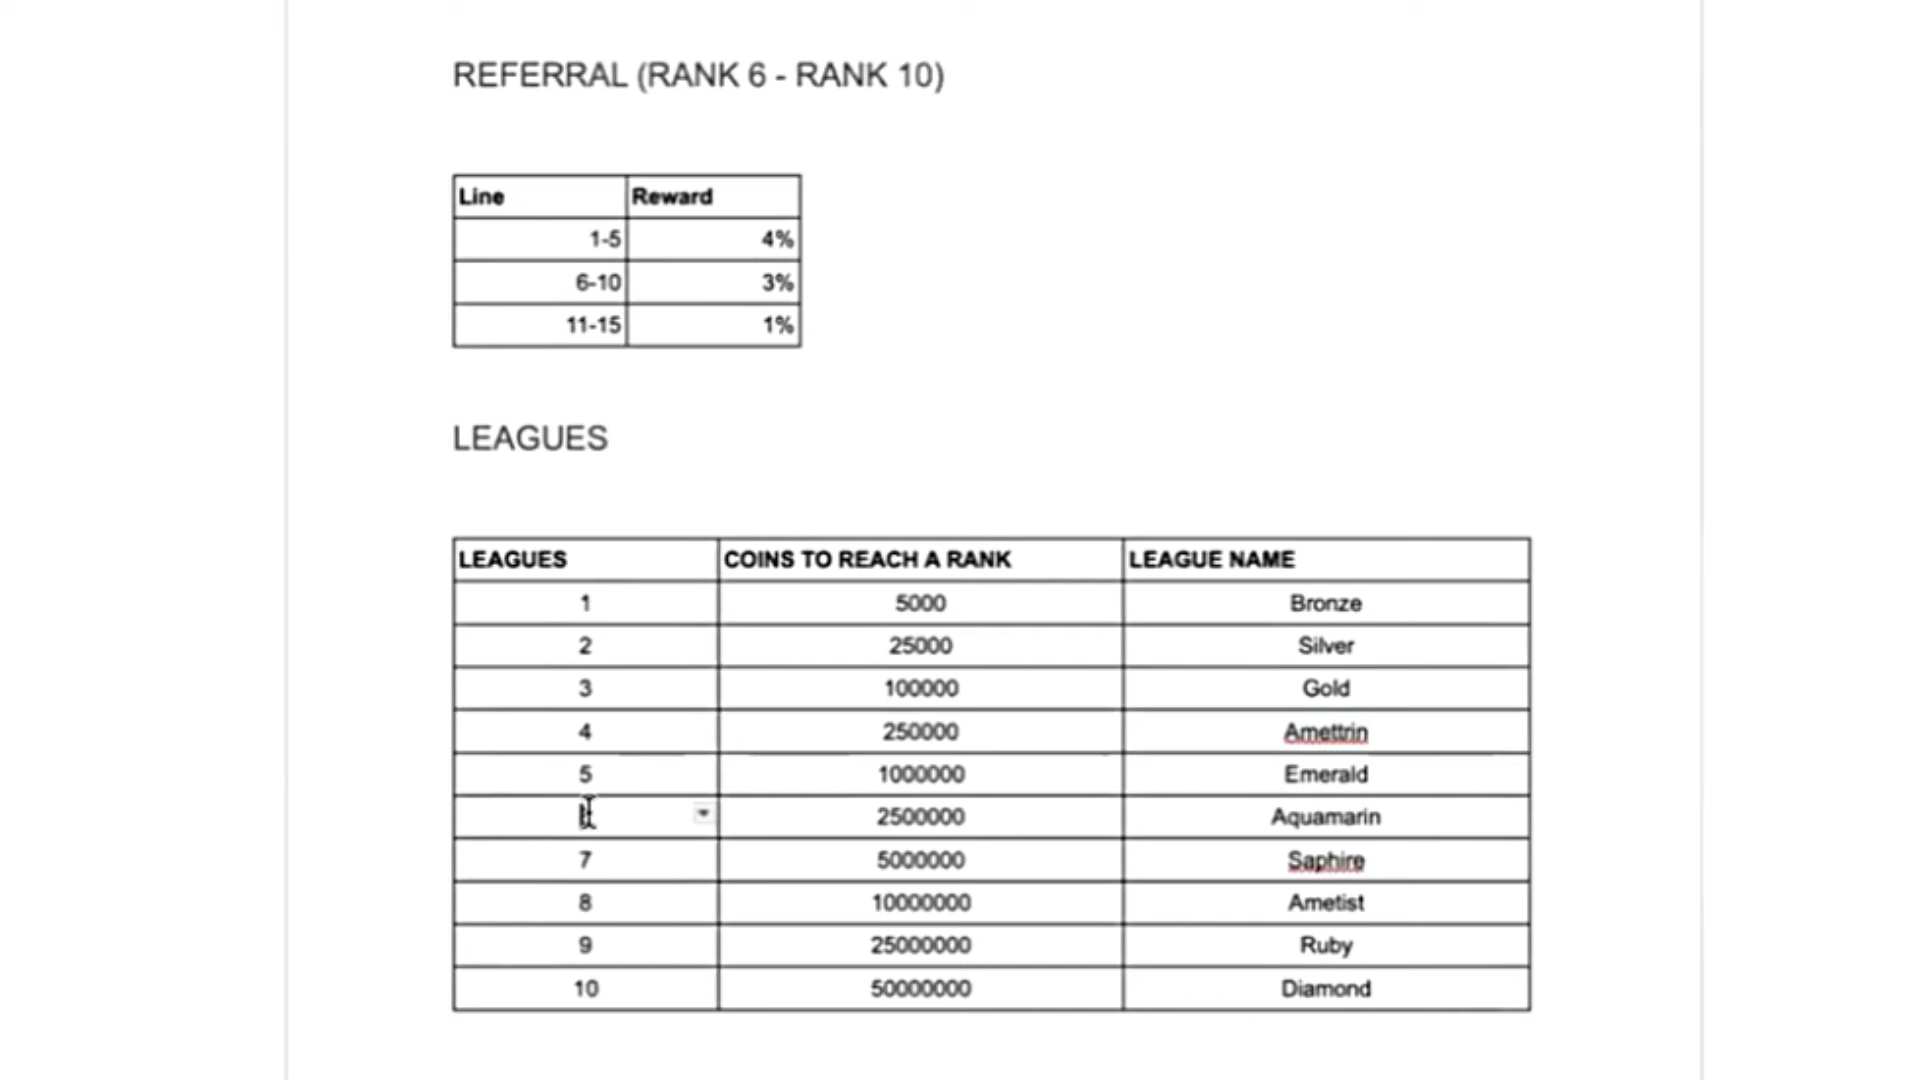 REFERRAL (RANK 6 - RANK 10)
Line Reward
1-5 4%
6-10 3%
11-15 1%
LEAGUES
LEAGUES COINS TO REACH A RANK LEAGUE NAME
1 5000 Bronze
2 25000 Silver
3 100000 Gold
4 250000 Amettrin
5 1000000 Emerald
2500000 Aquamarin
7 5000000 Saphire
8 10000000 Ametist
9 25000000 Ruby
10 50000000 Diamond